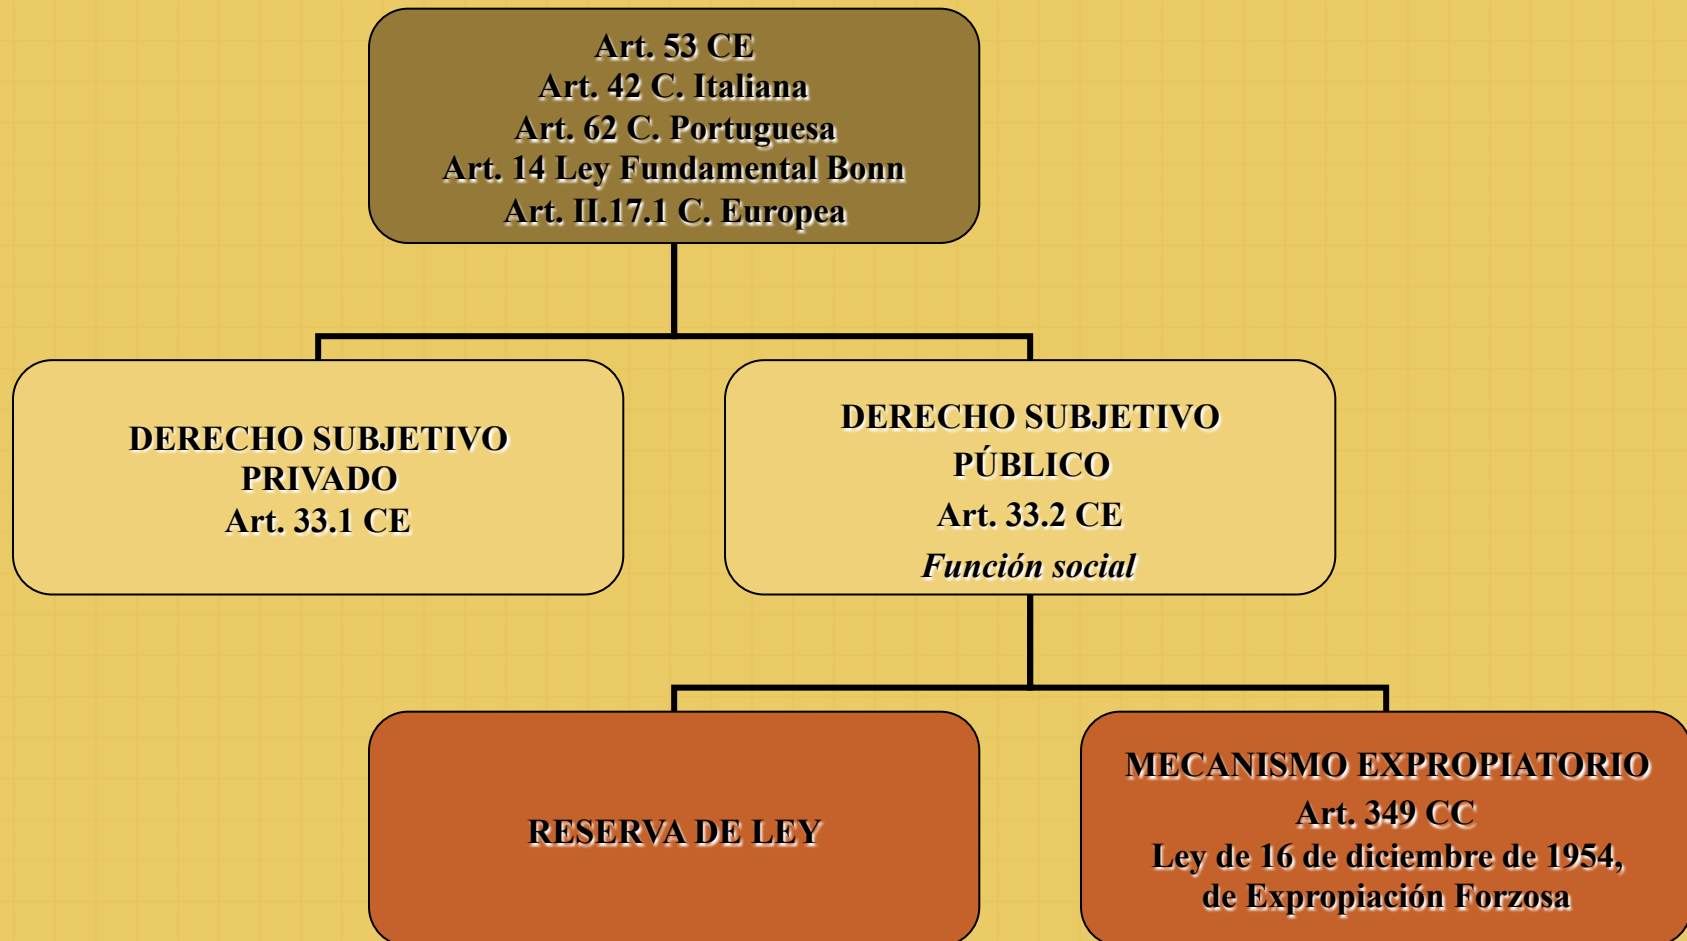 Art. 53 CE
Art. 42 C. Italiana
Art. 62 C. Portuguesa
Art. 14 Ley Fundamental Bonn
Art. II.17.1 C. Europea
DERECHO SUBJETIVO
PRIVADO
Art. 33.1 CE
DERECHO SUBJETIVO
PÚBLICO
Art. 33.2 CE
Función social
RESERVA DE LEY
MECANISMO EXPROPIATORIO
Art. 349 CC
Ley de 16 de diciembre de 1954,
de Expropiación Forzosa